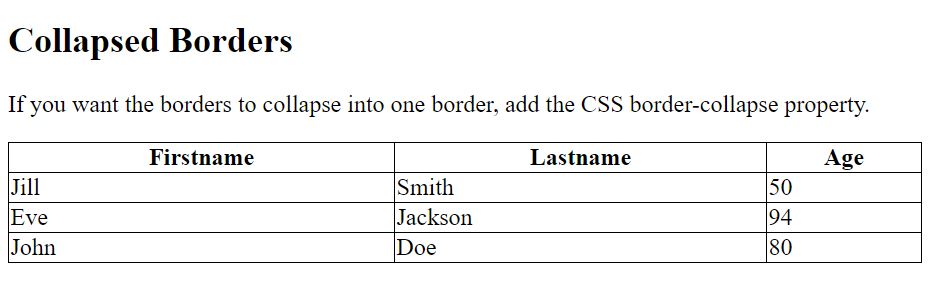 Collapsed Borders
If you want the borders to collapse into one border, add the CSS border-collapse property.
Firstname Lastname Age
Jill Smith 50
Eve Jackson 94
John Doe 80